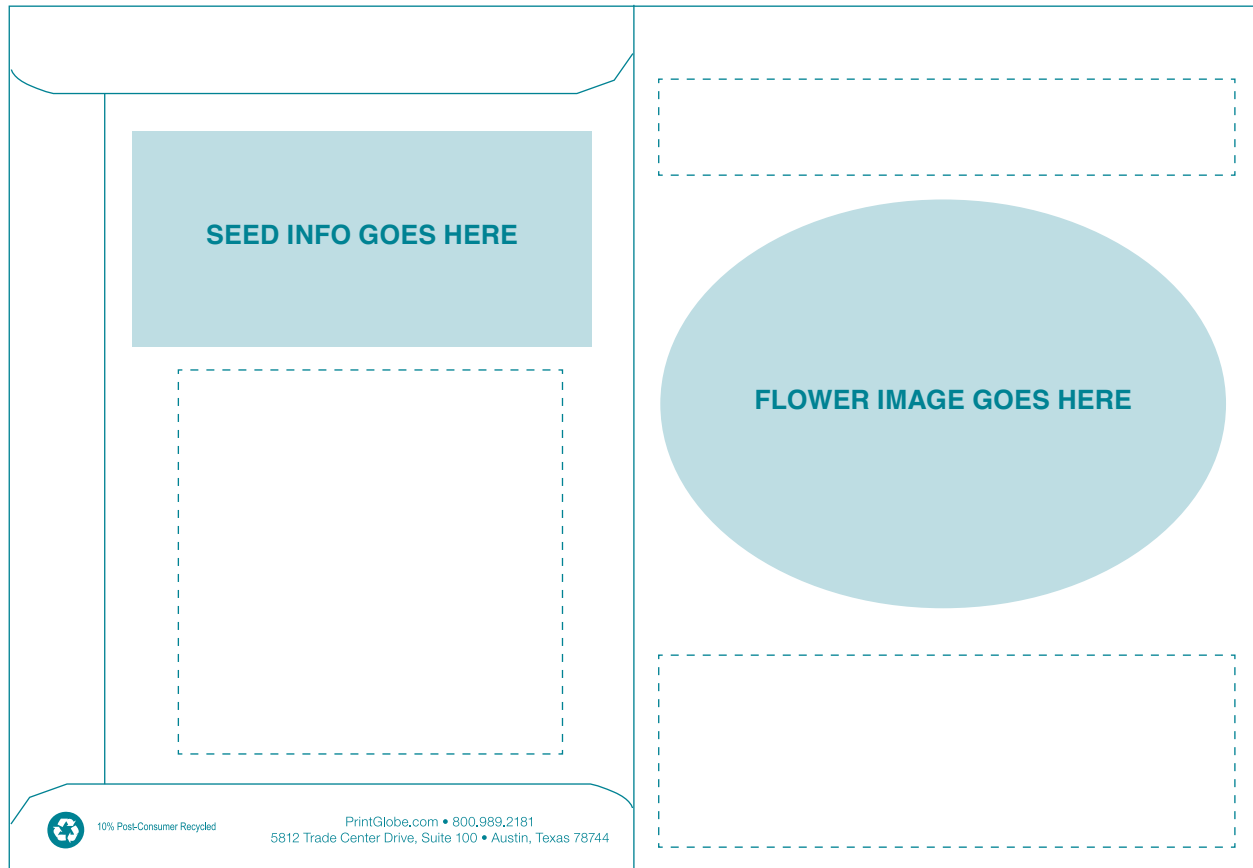 SEED INFO GOES HERE
FLOWER IMAGE GOES HERE
10% Post-Consumer Recycled
PrintGlobe.com • 800.989.2181
5812 Trade Center Drive, Suite 100 • Austin, Texas 78744